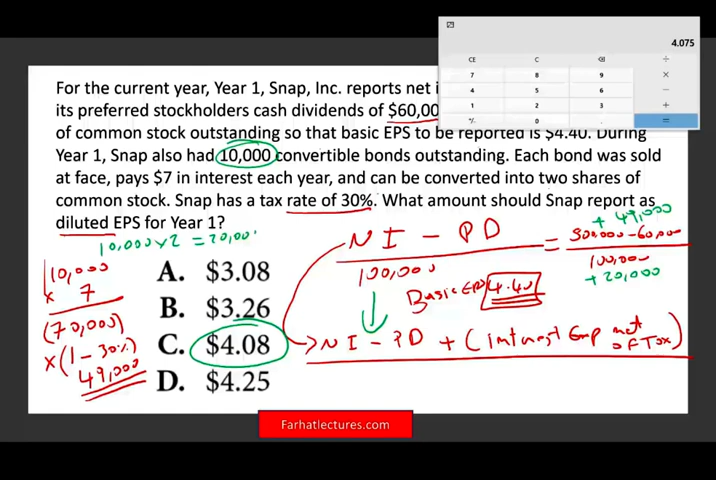 4.075
CE C
7 8 9 ×
4 5 6 −
1 2 3 +
0 . =
For the current year, Year 1, Snap, Inc. reports net i
its preferred stockholders cash dividends of $60,00
of common stock outstanding so that basic EPS to be reported is $4.40. During
Year 1, Snap also had 10,000 convertible bonds outstanding. Each bond was sold
at face, pays $7 in interest each year, and can be converted into two shares of
common stock. Snap has a tax rate of 30%. What amount should Snap report as
diluted EPS for Year 1?
10,000 x 2 = 20,000
+ 49,000
NI - PD = 500,000 - 60,000
100,000 100,000
+ 20,000
Basic EPS 4.40
10,000
x 7
(70,000)
x (1 - 30%)
49,000
A. $3.08
B. $3.26
C. $4.08
D. $4.25
NI - PD + (interest Exp net of Tax)
Farhatlectures.com